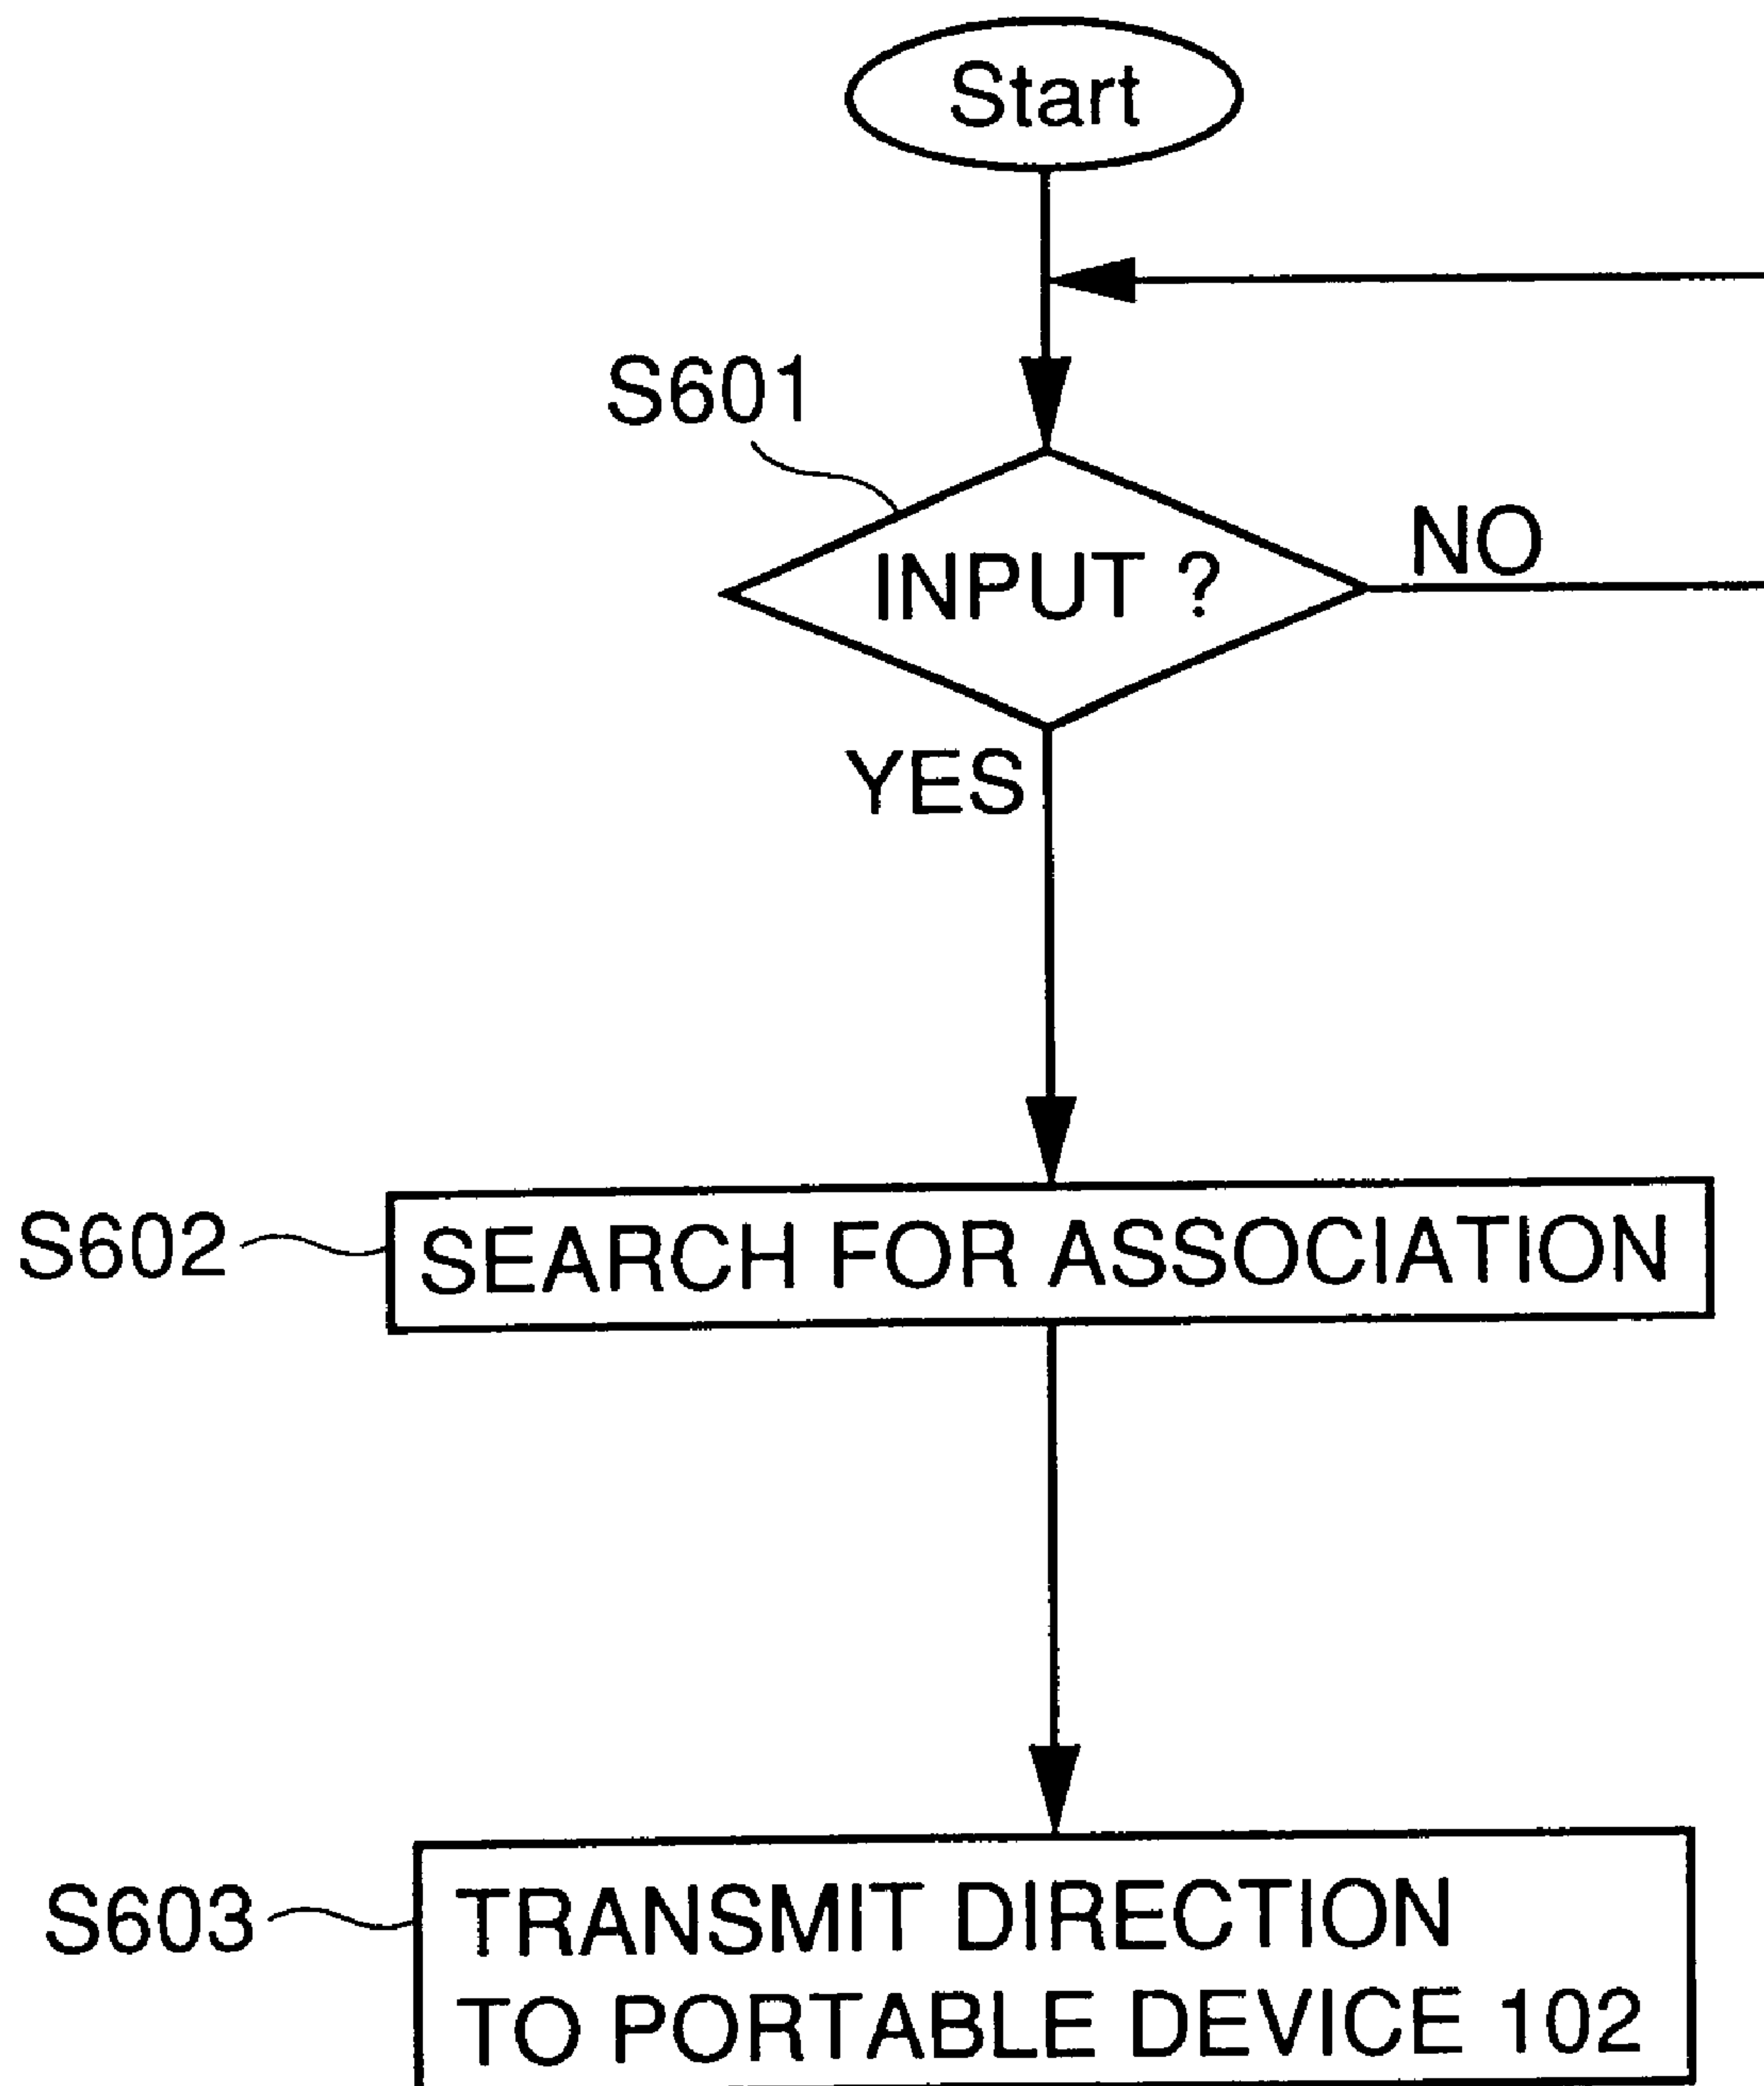 Start
S601
INPUT ?
NO
YES
S602
SEARCH FOR ASSOCIATION
S603
TRANSMIT DIRECTION
TO PORTABLE DEVICE 102